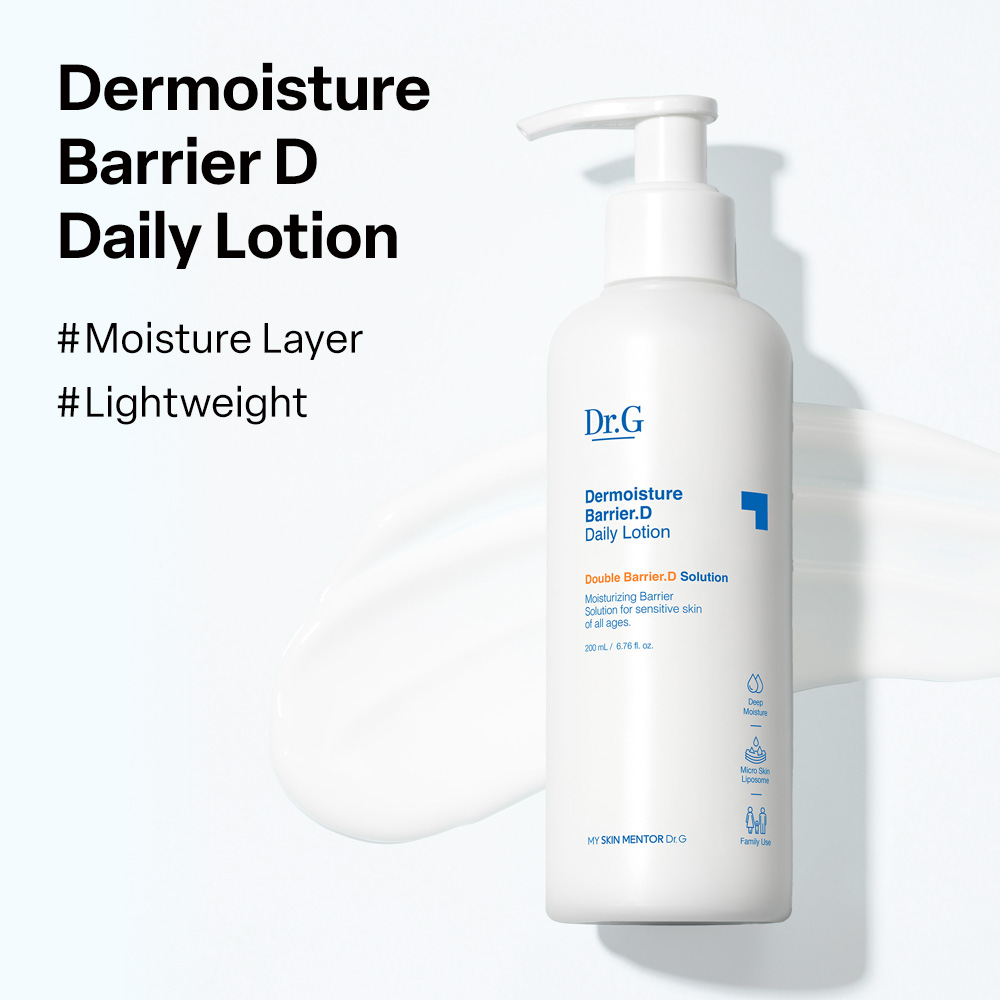 Dermoisture
Barrier D
Daily Lotion
#Moisture Layer
#Lightweight
Dr.G
Dermoisture
Barrier.D
Daily Lotion
Double Barrier.D Solution
Moisturizing Barrier
Solution for sensitive skin
of all ages.
200 mL / 6.76 fl. oz.
Deep
Moisture
Micro Skin
Liposome
Family Use
MY SKIN MENTOR Dr.G